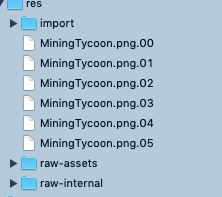 res
import
MiningTycoon.png.00
MiningTycoon.png.01
MiningTycoon.png.02
MiningTycoon.png.03
MiningTycoon.png.04
MiningTycoon.png.05
raw-assets
raw-internal